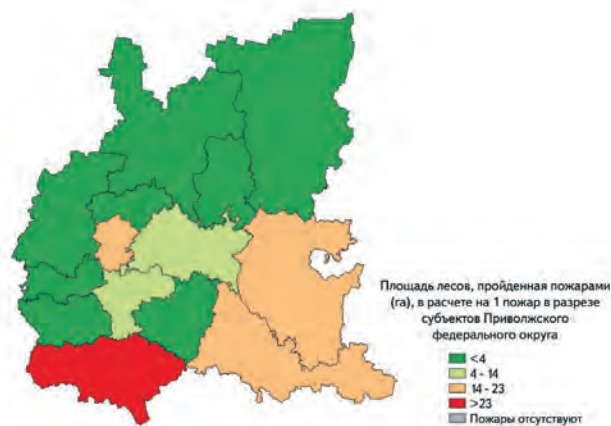 Площадь лесов, пройденная пожарами
(га), в расчете на 1 пожар в разрезе
субъектов Приволжского
федерального округа
<4
4 - 14
14 - 23
>23
Пожары отсутствуют